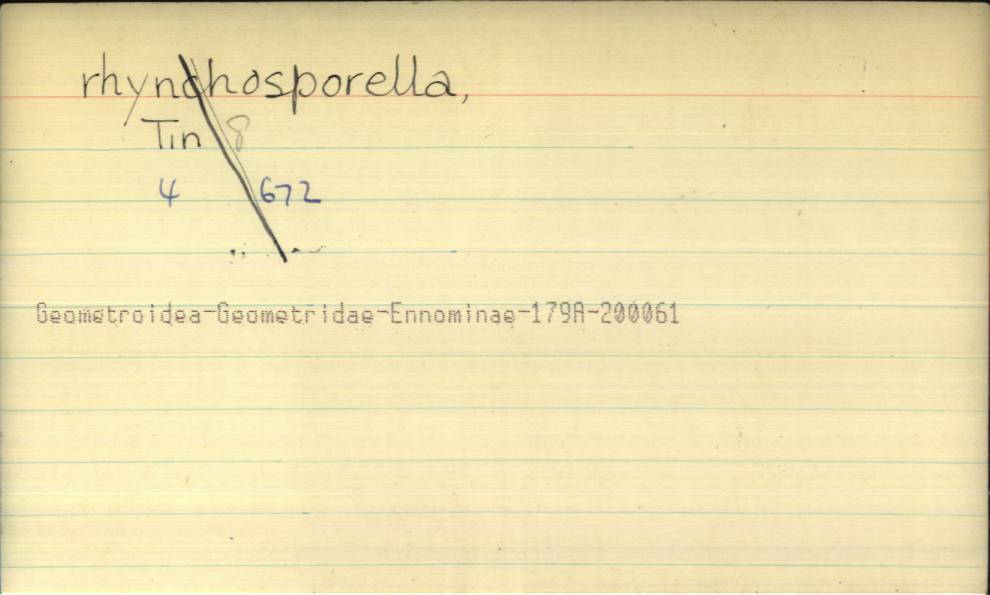 rhynchosporella,
Tin 8
4 672
Geometroidea-Geometridae-Ennominae-179A-200061